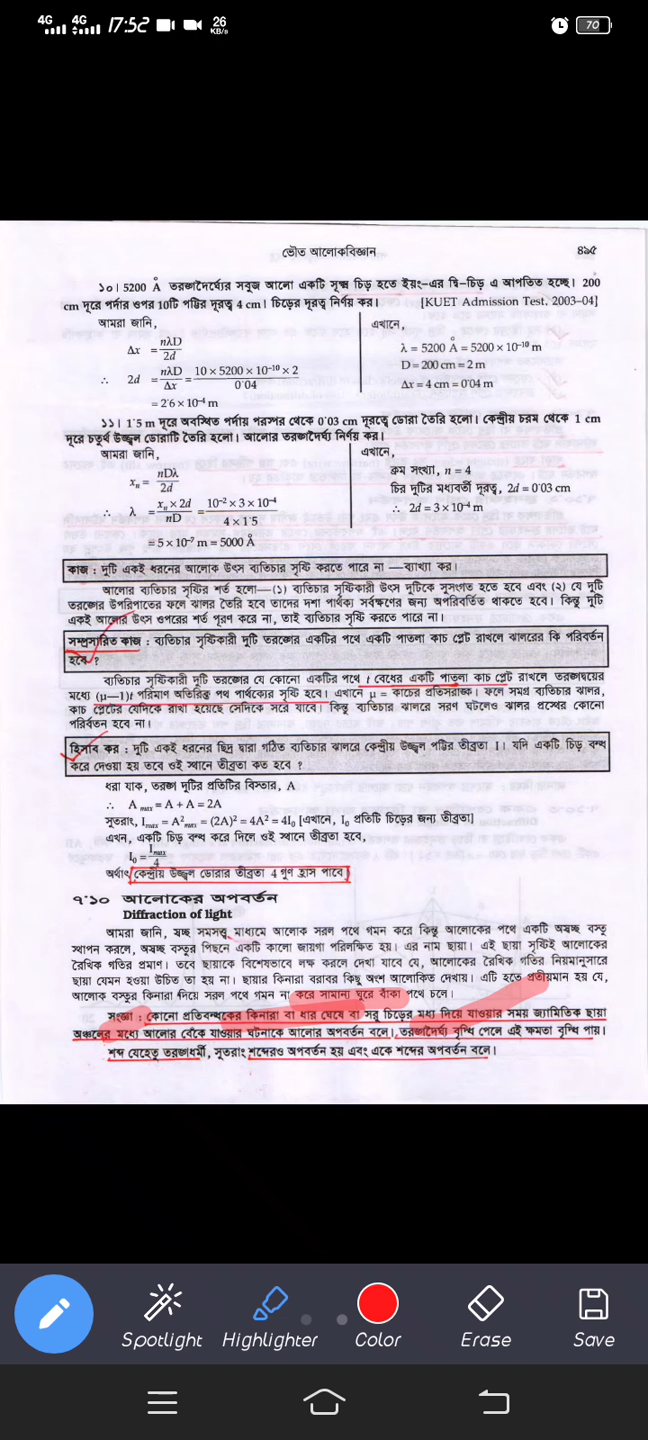 4G 4G 17:52 26 KB/s 70
ভৌত আলোকবিজ্ঞান ৪৯৫
১০। 5200 Å তরঙ্গদৈর্ঘ্যের সবুজ আলো একটি সূক্ষ্ম চিড় হতে ইয়ং-এর দ্বি-চিড় এ আপতিত হচ্ছে। 200
cm দূরে পর্দার ওপর 10টি পট্টির দূরত্ব 4 cm। চিড়ের দূরত্ব নির্ণয় কর। [KUET Admission Test, 2003–04]
আমরা জানি,
Δx = nλD/2d
∴ 2d = nλD/Δx = 10 × 5200 × 10⁻¹⁰ × 2/0·04
= 2·6 × 10⁻⁴ m
এখানে,
λ = 5200 Å = 5200 × 10⁻¹⁰ m
D = 200 cm = 2 m
Δx = 4 cm = 0·04 m
১১। 1·5 m দূরে অবস্থিত পর্দায় পরস্পর থেকে 0·03 cm দূরত্বে ডোরা তৈরি হলো। কেন্দ্রীয় চরম থেকে 1 cm
দূরে চতুর্থ উজ্জ্বল ডোরাটি তৈরি হলো। আলোর তরঙ্গদৈর্ঘ্য নির্ণয় কর।
আমরা জানি,
xₙ = nDλ/2d
∴ λ = xₙ × 2d/nD = 10⁻² × 3 × 10⁻⁴/4 × 1·5
= 5 × 10⁻⁷ m = 5000 Å
এখানে,
ক্রম সংখ্যা, n = 4
চির দুটির মধ্যবর্তী দূরত্ব, 2d = 0·03 cm
∴ 2d = 3 × 10⁻⁴ m
কাজ : দুটি একই ধরনের আলোক উৎস ব্যতিচার সৃষ্টি করতে পারে না —ব্যাখ্যা কর।
আলোর ব্যতিচার সৃষ্টির শর্ত হলো—(১) ব্যতিচার সৃষ্টিকারী উৎস দুটিকে সুসংগত হতে হবে এবং (২) যে দুটি
তরঙ্গের উপরিপাতের ফলে ঝালর তৈরি হবে তাদের দশা পার্থক্য সর্বক্ষণের জন্য অপরিবর্তিত থাকতে হবে। কিন্তু দুটি
একই আলোর উৎস ওপরের শর্ত পূরণ করে না, তাই ব্যতিচার সৃষ্টি করতে পারে না।
সম্প্রসারিত কাজ : ব্যতিচার সৃষ্টিকারী দুটি তরঙ্গের একটির পথে একটি পাতলা কাচ প্লেট রাখলে ঝালরের কি পরিবর্তন
হবে ?
ব্যতিচার সৃষ্টিকারী দুটি তরঙ্গের যে কোনো একটির পথে t বেধের একটি পাতলা কাচ প্লেট রাখলে তরঙ্গদ্বয়ের
মধ্যে (μ—1)t পরিমাণ অতিরিক্ত পথ পার্থক্যের সৃষ্টি হবে। এখানে μ = কাচের প্রতিসরাঙ্ক। ফলে সমগ্র ব্যতিচার ঝালর,
কাচ প্লেটের যেদিকে রাখা হয়েছে সেদিকে সরে যাবে। কিন্তু ব্যতিচার ঝালরে সরণ ঘটলেও ঝালর প্রস্থের কোনো
পরিবর্তন হবে না।
হিসাব কর : দুটি একই ধরনের ছিদ্র দ্বারা গঠিত ব্যতিচার ঝালরে কেন্দ্রীয় উজ্জ্বল পট্টির তীব্রতা I। যদি একটি চিড় বন্ধ
করে দেওয়া হয় তবে ওই স্থানে তীব্রতা কত হবে ?
ধরা যাক, তরঙ্গ দুটির প্রতিটির বিস্তার, A
∴ A max = A + A = 2A
সুতরাং, Iₘₐₓ = A²ₘₐₓ = (2A)² = 4A² = 4I₀ [এখানে, I₀ প্রতিটি চিড়ের জন্য তীব্রতা]
এখন, একটি চিড় বন্ধ করে দিলে ওই স্থানে তীব্রতা হবে,
I₀ = Iₘₐₓ/4
অর্থাৎ কেন্দ্রীয় উজ্জ্বল ডোরার তীব্রতা 4 গুণ হ্রাস পাবে।
৭·১০ আলোকের অপবর্তন
Diffraction of light
আমরা জানি, স্বচ্ছ সমসত্ত্ব মাধ্যমে আলোক সরল পথে গমন করে কিন্তু আলোকের পথে একটি অস্বচ্ছ বস্তু
স্থাপন করলে, অস্বচ্ছ বস্তুর পিছনে একটি কালো জায়গা পরিলক্ষিত হয়। এর নাম ছায়া। এই ছায়া সৃষ্টিই আলোকের
রৈখিক গতির প্রমাণ। তবে ছায়াকে বিশেষভাবে লক্ষ করলে দেখা যাবে যে, আলোকের রৈখিক গতির নিয়মানুসারে
ছায়া যেমন হওয়া উচিত তা হয় না। ছায়ার কিনারা বরাবর কিছু অংশ আলোকিত দেখায়। এটি হতে প্রতীয়মান হয় যে,
আলোক বস্তুর কিনারা দিয়ে সরল পথে গমন না করে সামান্য ঘুরে বাঁকা পথে চলে।
সংজ্ঞা : কোনো প্রতিবন্ধকের কিনারা বা ধার ঘেষে বা সরু চিড়ের মধ্য দিয়ে যাওয়ার সময় জ্যামিতিক ছায়া
অঞ্চলের মধ্যে আলোর বেঁকে যাওয়ার ঘটনাকে আলোর অপবর্তন বলে। তরঙ্গদৈর্ঘ্য বৃদ্ধি পেলে এই ক্ষমতা বৃদ্ধি পায়।
শব্দ যেহেতু তরঙ্গধর্মী, সুতরাং শব্দেরও অপবর্তন হয় এবং একে শব্দের অপবর্তন বলে।
Spotlight Highlighter Color Erase Save